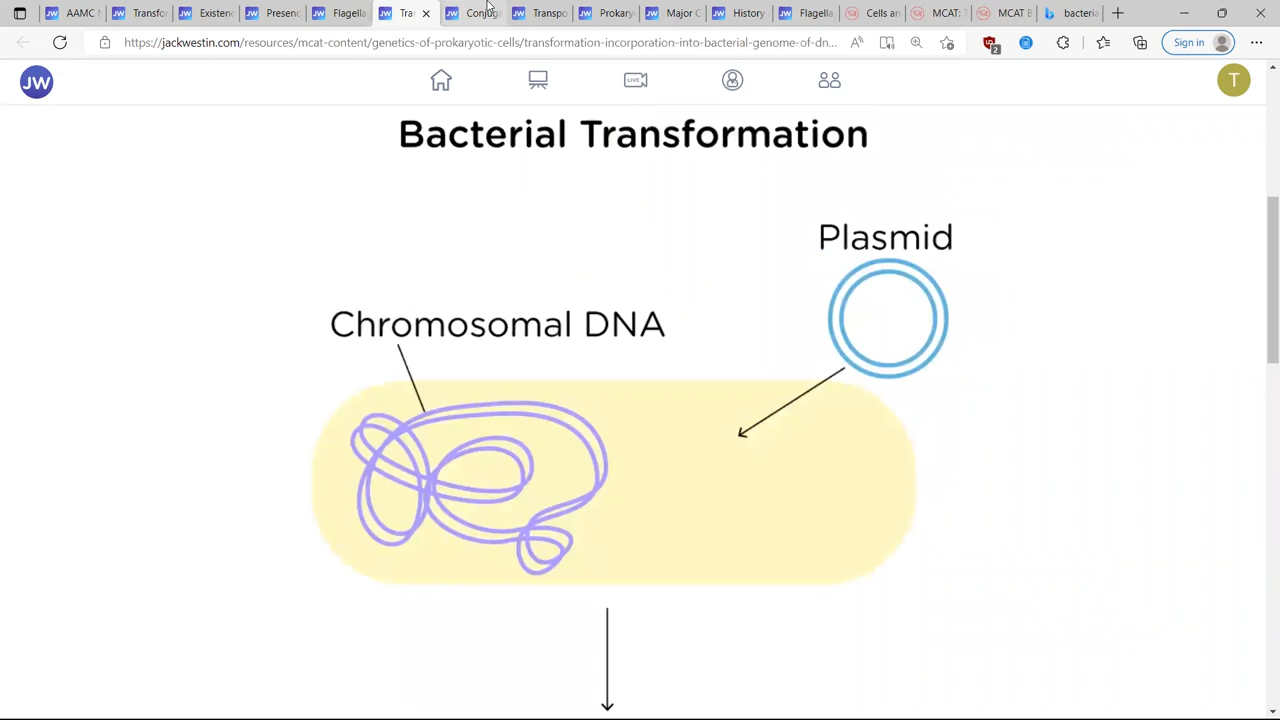 AAMC M
Transfor
Existenc
Presenc
Flagella
Tra
Conjug
Transpo
Prokary
Major C
History
Flagella
Cells an
MCAT: T
MCAT B
bacteria
https://jackwestin.com/resources/mcat-content/genetics-of-prokaryotic-cells/transformation-incorporation-into-bacterial-genome-of-dn...
2
Sign in
JW
LIVE
T
Bacterial Transformation
Plasmid
Chromosomal DNA